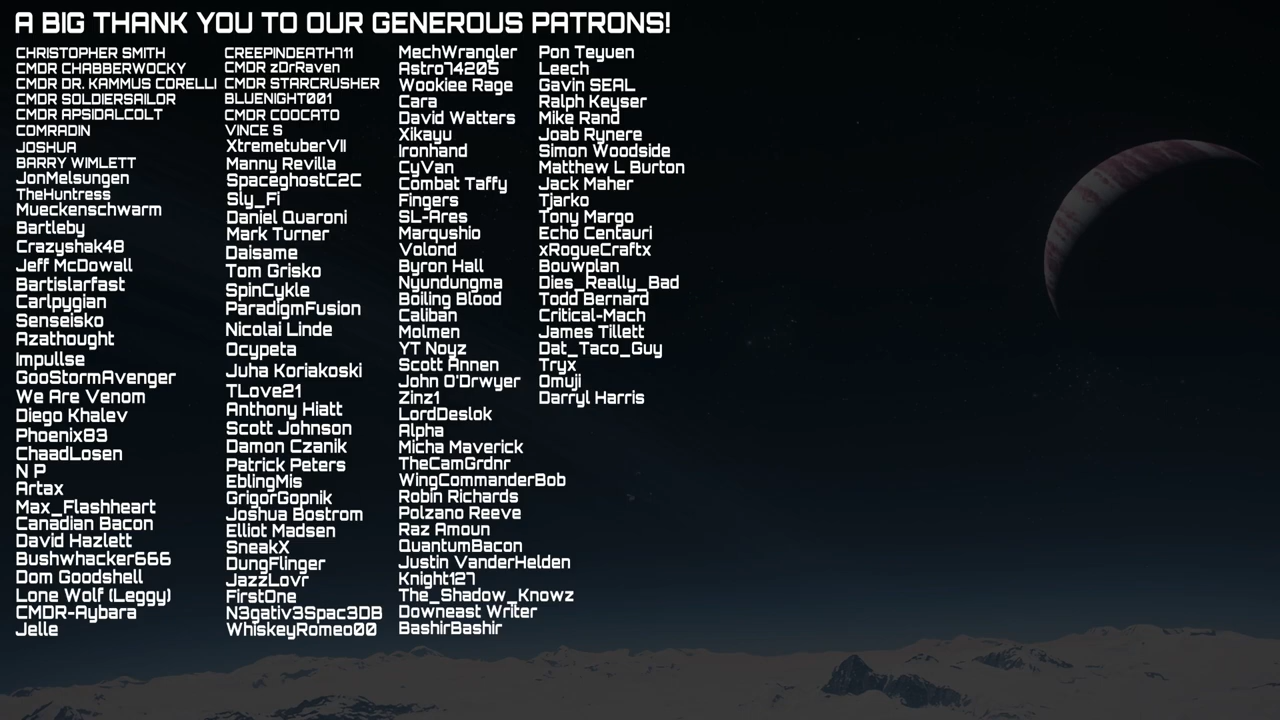 A BIG THANK YOU TO OUR GENEROUS PATRONS!
CHRISTOPHER SMITH
CMDR CHABBERWOCKY
CMDR DR. KAMMUS CORELLI
CMDR SOLDIERSAILOR
CMDR APSIDALCOLT
COMRADIN
JOSHUA
BARRY WIMLETT
JonMelsungen
TheHuntress
Mueckenschwarm
Bartleby
Crazyshak48
Jeff McDowall
Bartislarfast
Carlpygian
Senseisko
Azathought
Impullse
GooStormAvenger
We Are Venom
Diego Khalev
Phoenix83
ChaadLosen
N P
Artax
Max_Flashheart
Canadian Bacon
David Hazlett
Bushwhacker666
Dom Goodshell
Lone Wolf (Leggy)
CMDR-Aybara
Jelle
CREEPINDEATH711
CMDR zDrRaven
CMDR STARCRUSHER
BLUENIGHT001
CMDR COOCATO
VINCE S
XtremetuberVII
Manny Revilla
SpaceghostC2C
Sly_Fi
Daniel Quaroni
Mark Turner
Daisame
Tom Grisko
SpinCykle
ParadigmFusion
Nicolai Linde
Ocypeta
Juha Koriakoski
TLove21
Anthony Hiatt
Scott Johnson
Damon Czanik
Patrick Peters
EblingMis
GrigorGopnik
Joshua Bostrom
Elliot Madsen
SneakX
DungFlinger
JazzLovr
FirstOne
N3gativ3Spac3DB
WhiskeyRomeo00
MechWrangler
Astro74205
Wookiee Rage
Cara
David Watters
Xikayu
Ironhand
CyVan
Combat Taffy
Fingers
SL-Ares
Marqushio
Volond
Byron Hall
Nyundungma
Boiling Blood
Caliban
Molmen
YT Noyz
Scott Annen
John O'Drwyer
Zinz1
LordDeslok
Alpha
Micha Maverick
TheCamGrdnr
WingCommanderBob
Robin Richards
Polzano Reeve
Raz Amoun
QuantumBacon
Justin VanderHelden
Knight127
The_Shadow_Knowz
Downeast Writer
BashirBashir
Pon Teyuen
Leech
Gavin SEAL
Ralph Keyser
Mike Rand
Joab Rynere
Simon Woodside
Matthew L Burton
Jack Maher
Tjarko
Tony Margo
Echo Centauri
xRogueCraftx
Bouwplan
Dies_Really_Bad
Todd Bernard
Critical-Mach
James Tillett
Dat_Taco_Guy
Tryx
Omuji
Darryl Harris